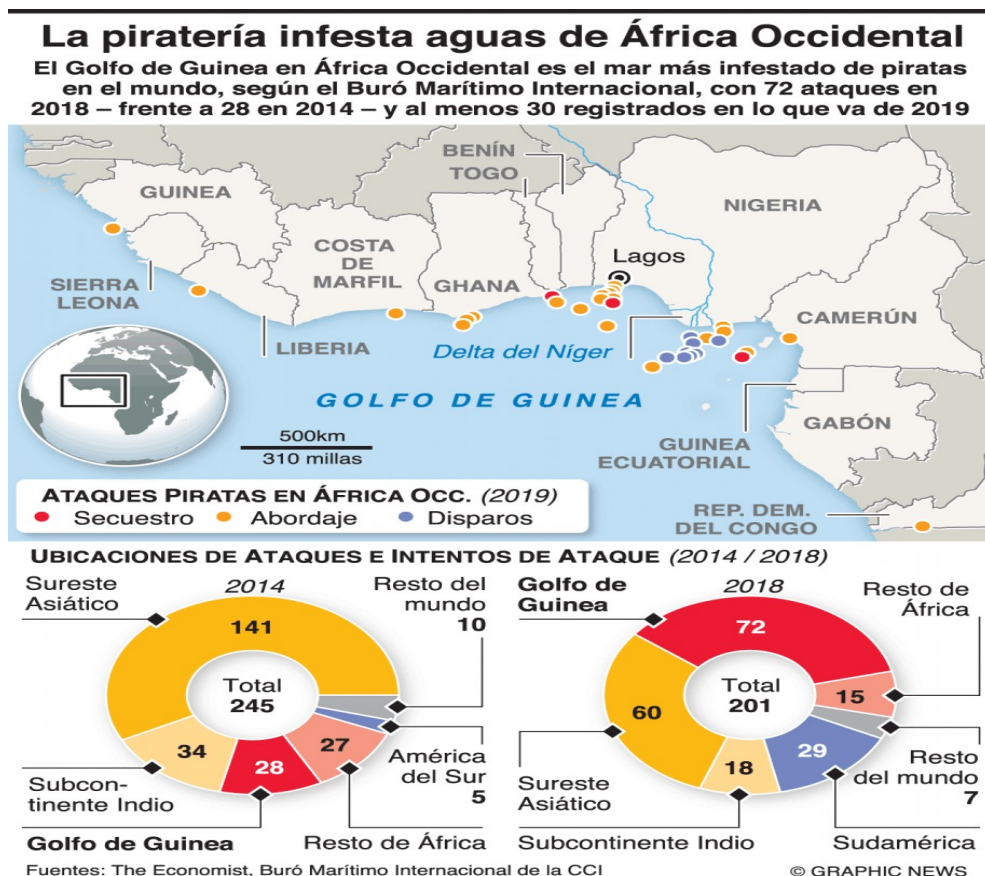 La piratería infesta aguas de África Occidental
El Golfo de Guinea en África Occidental es el mar más infestado de piratas
en el mundo, según el Buró Marítimo Internacional, con 72 ataques en
2018 – frente a 28 en 2014 – y al menos 30 registrados en lo que va de 2019
GUINEA
SIERRA
LEONA
LIBERIA
COSTA
DE
MARFIL
GHANA
BENÍN
TOGO
NIGERIA
Lagos
CAMERÚN
Delta del Níger
GOLFO DE GUINEA
GUINEA
ECUATORIAL
GABÓN
REP. DEM.
DEL CONGO
500km
310 millas
ATAQUES PIRATAS EN ÁFRICA OCC. (2019)
Secuestro Abordaje Disparos
UBICACIONES DE ATAQUES E INTENTOS DE ATAQUE (2014 / 2018)
2014
Sureste
Asiático
141
Resto del
mundo
10
Total
245
América
del Sur
5
27
Resto de África
28
Golfo de Guinea
34
Subcon-
tinente Indio
2018
Golfo de
Guinea
72
Resto de
África
15
Total
201
Resto
del mundo
7
29
Sudamérica
18
Subcontinente Indio
60
Sureste
Asiático
Fuentes: The Economist, Buró Marítimo Internacional de la CCI
© GRAPHIC NEWS